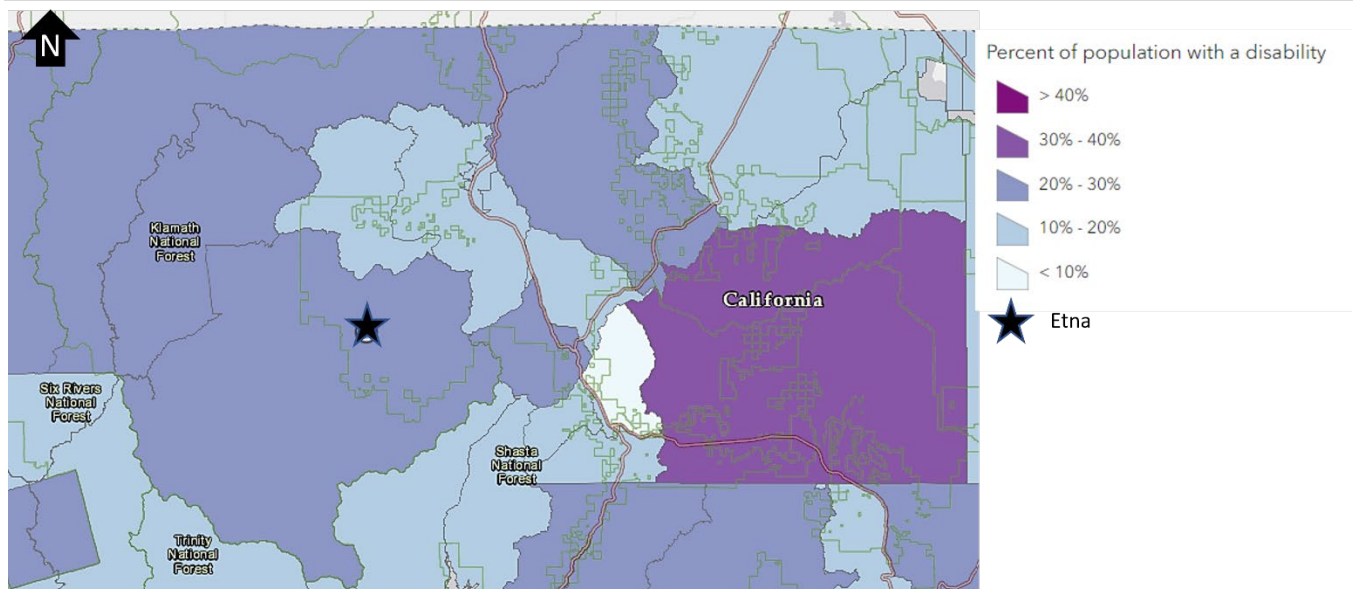 N
Percent of population with a disability
> 40%
30% - 40%
20% - 30%
10% - 20%
< 10%
Etna
Klamath
National
Forest
California
Six Rivers
National
Forest
Shasta
National
Forest
Trinity
National
Forest